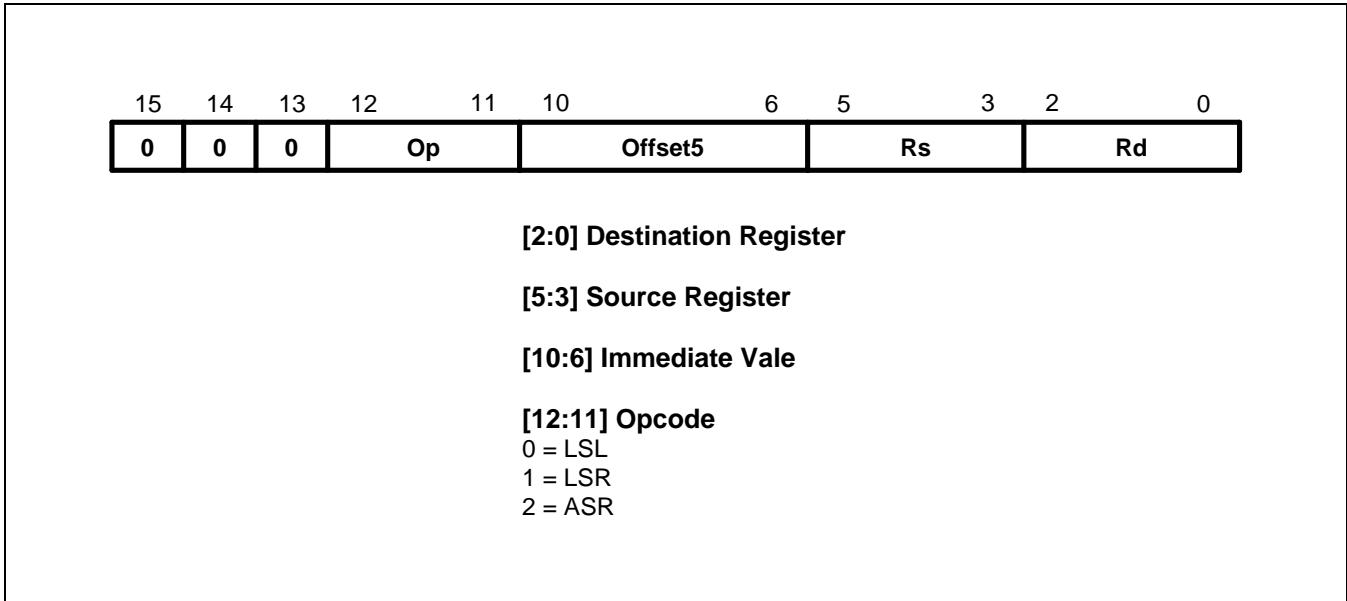 15 14 13 12 11 10 6 5 3 2 0
0 0 0 Op Offset5 Rs Rd
[2:0] Destination Register
[5:3] Source Register
[10:6] Immediate Vale
[12:11] Opcode
0 = LSL
1 = LSR
2 = ASR